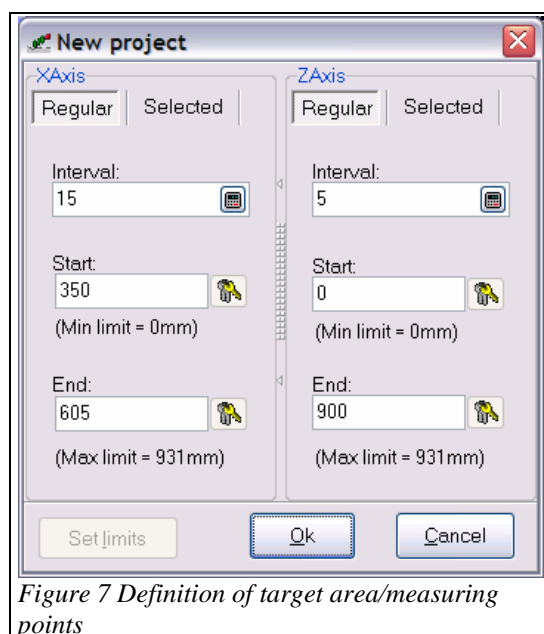 New project
XAxis
Regular Selected
Interval:
15
Start:
350
(Min limit = 0mm)
End:
605
(Max limit = 931mm)
ZAxis
Regular Selected
Interval:
5
Start:
0
(Min limit = 0mm)
End:
900
(Max limit = 931mm)
Set limits
Ok
Cancel
Figure 7 Definition of target area/measuring
points